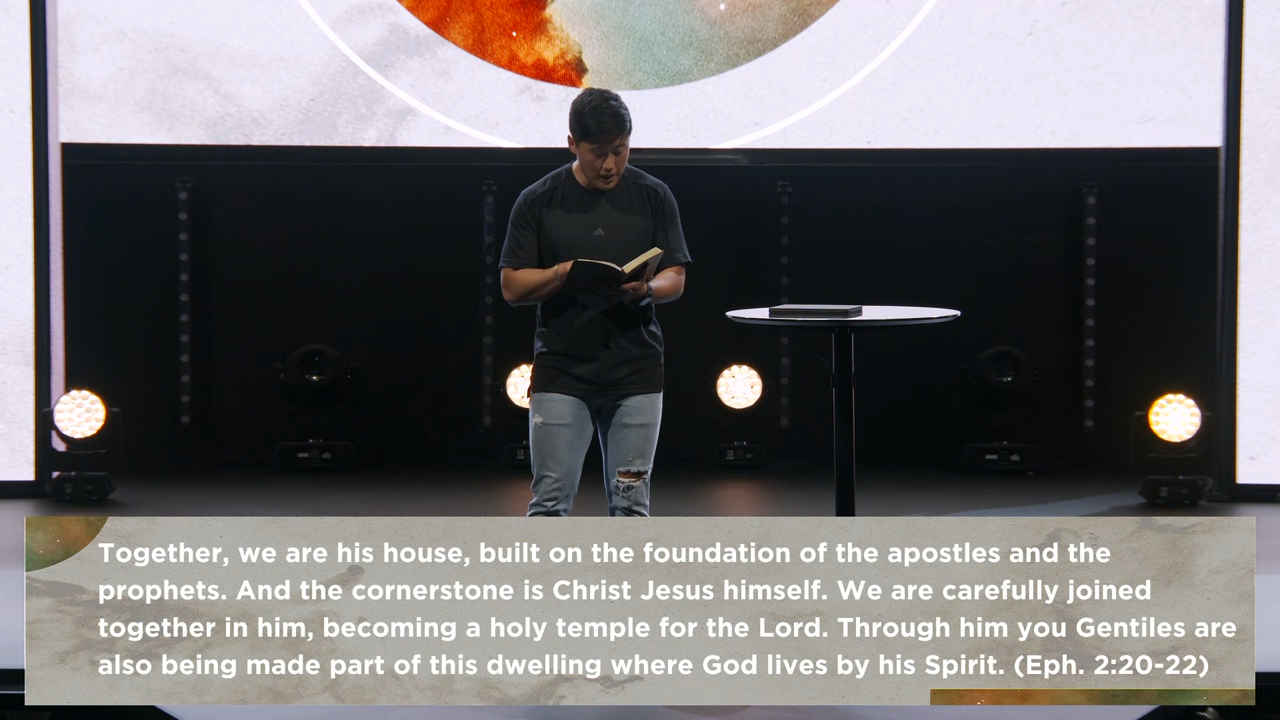 Together, we are his house, built on the foundation of the apostles and the
prophets. And the cornerstone is Christ Jesus himself. We are carefully joined
together in him, becoming a holy temple for the Lord. Through him you Gentiles are
also being made part of this dwelling where God lives by his Spirit. (Eph. 2:20-22)